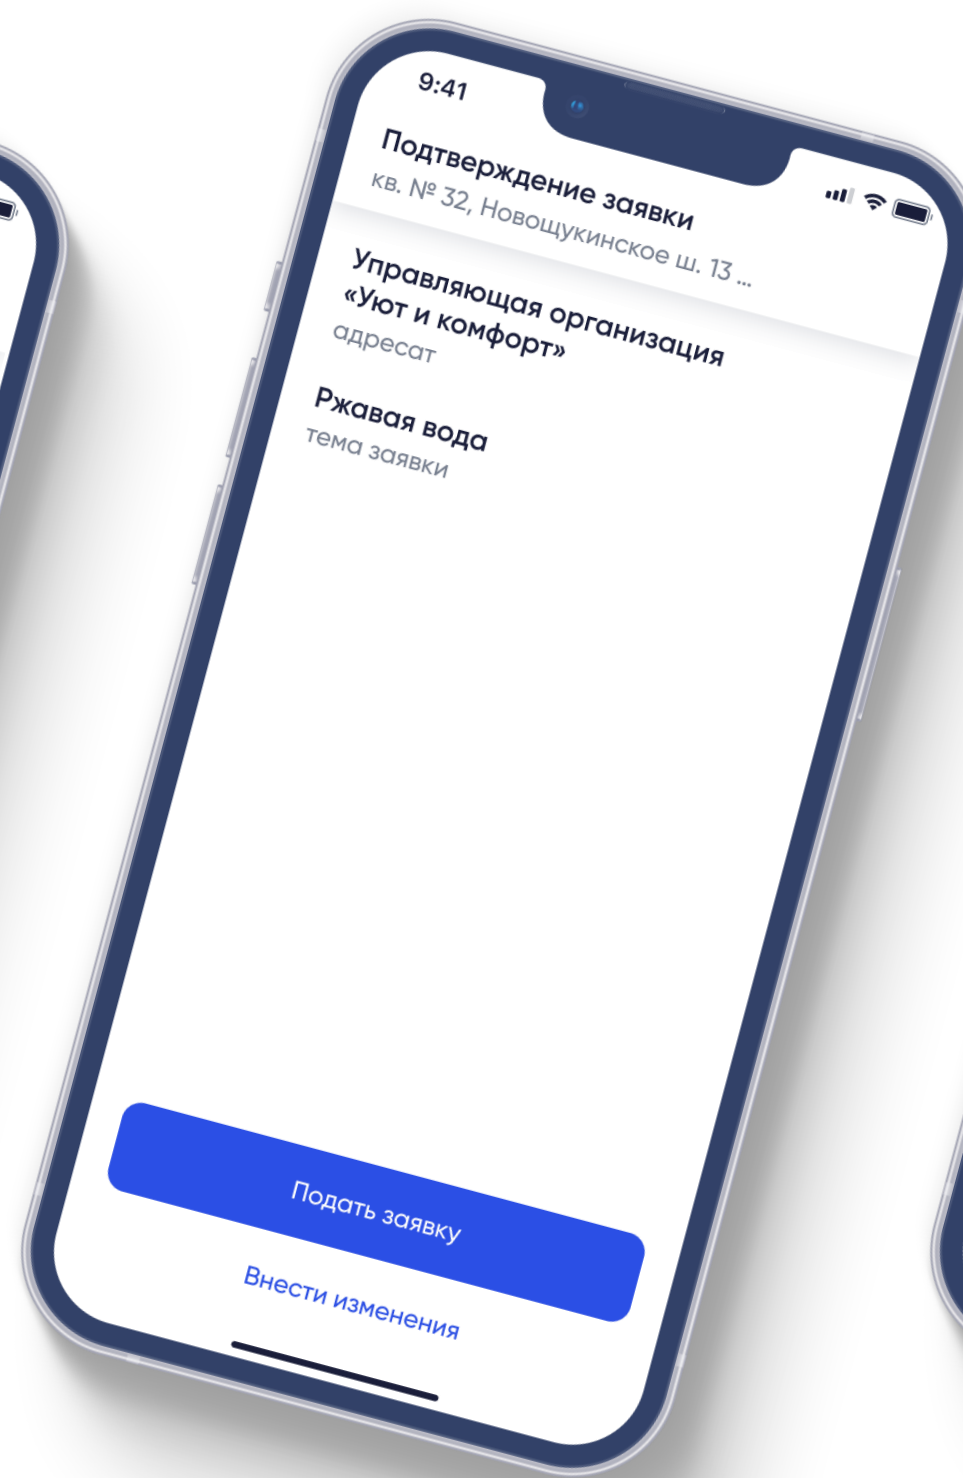 9:41
Подтверждение заявки
кв. № 32, Новощукинское ш. 13 ...
Управляющая организация
«Уют и комфорт»
адресат
Ржавая вода
тема заявки
Подать заявку
Внести изменения